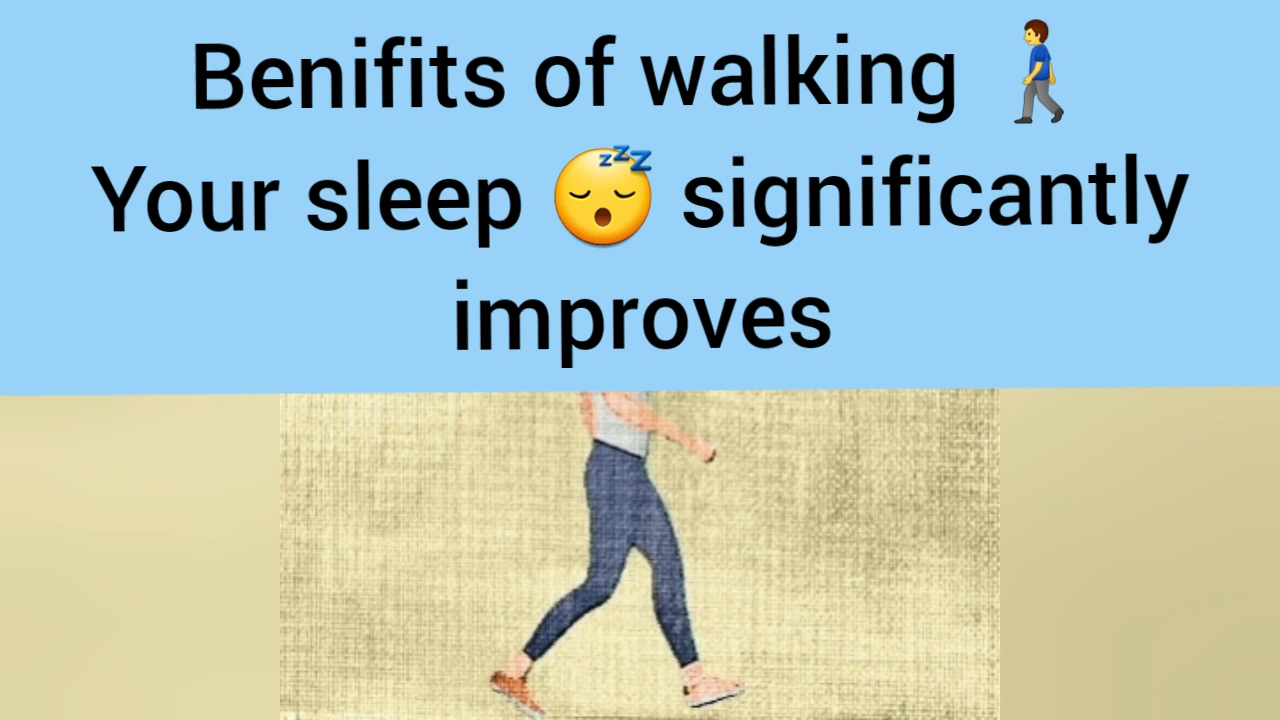 Benifits of walking 🚶‍♂️
Your sleep 😴 significantly
improves